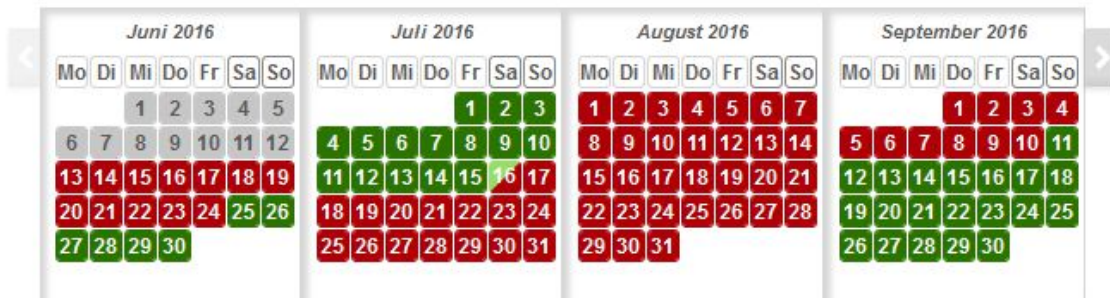 Juni 2016 Juli 2016 August 2016 September 2016
Mo Di Mi Do Fr Sa So Mo Di Mi Do Fr Sa So Mo Di Mi Do Fr Sa So Mo Di Mi Do Fr Sa So
1 2 3 4 5 1 2 3 1 2 3 4 5 6 7 1 2 3 4
6 7 8 9 10 11 12 4 5 6 7 8 9 10 8 9 10 11 12 13 14 5 6 7 8 9 10 11
13 14 15 16 17 18 19 11 12 13 14 15 16 17 15 16 17 18 19 20 21 12 13 14 15 16 17 18
20 21 22 23 24 25 26 18 19 20 21 22 23 24 22 23 24 25 26 27 28 19 20 21 22 23 24 25
27 28 29 30 25 26 27 28 29 30 31 29 30 31 26 27 28 29 30